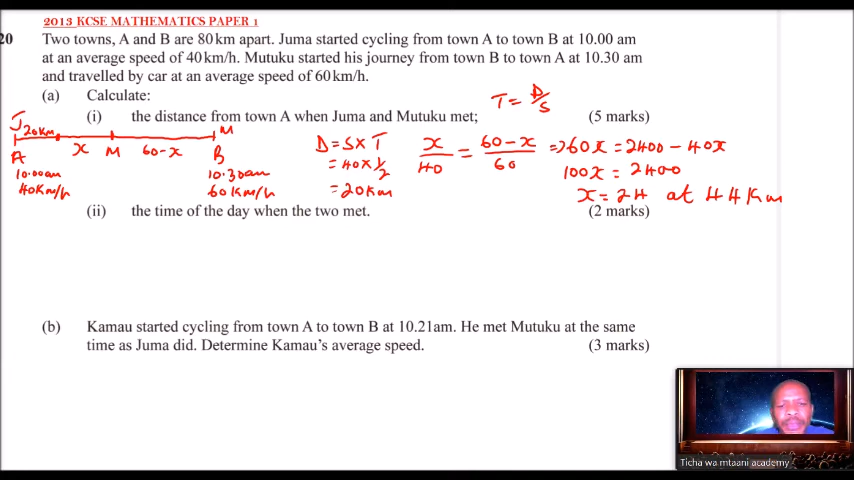 2013 KCSE MATHEMATICS PAPER 1
20 Two towns, A and B are 80 km apart. Juma started cycling from town A to town B at 10.00 am
at an average speed of 40 km/h. Mutuku started his journey from town B to town A at 10.30 am
and travelled by car at an average speed of 60 km/h.
(a) Calculate:
T = D/S
(i) the distance from town A when Juma and Mutuku met; (5 marks)
J 20km M
A x M 60-x B
10.00am 10.30am
40Km/h 60Km/h
D = S x T
= 40 x 1/2
= 20km
x/40 = (60-x)/60 => 60x = 2400 - 40x
100x = 2400
x = 24 at 44km
(ii) the time of the day when the two met. (2 marks)
(b) Kamau started cycling from town A to town B at 10.21am. He met Mutuku at the same
time as Juma did. Determine Kamau's average speed. (3 marks)
Ticha wa mtaani academy